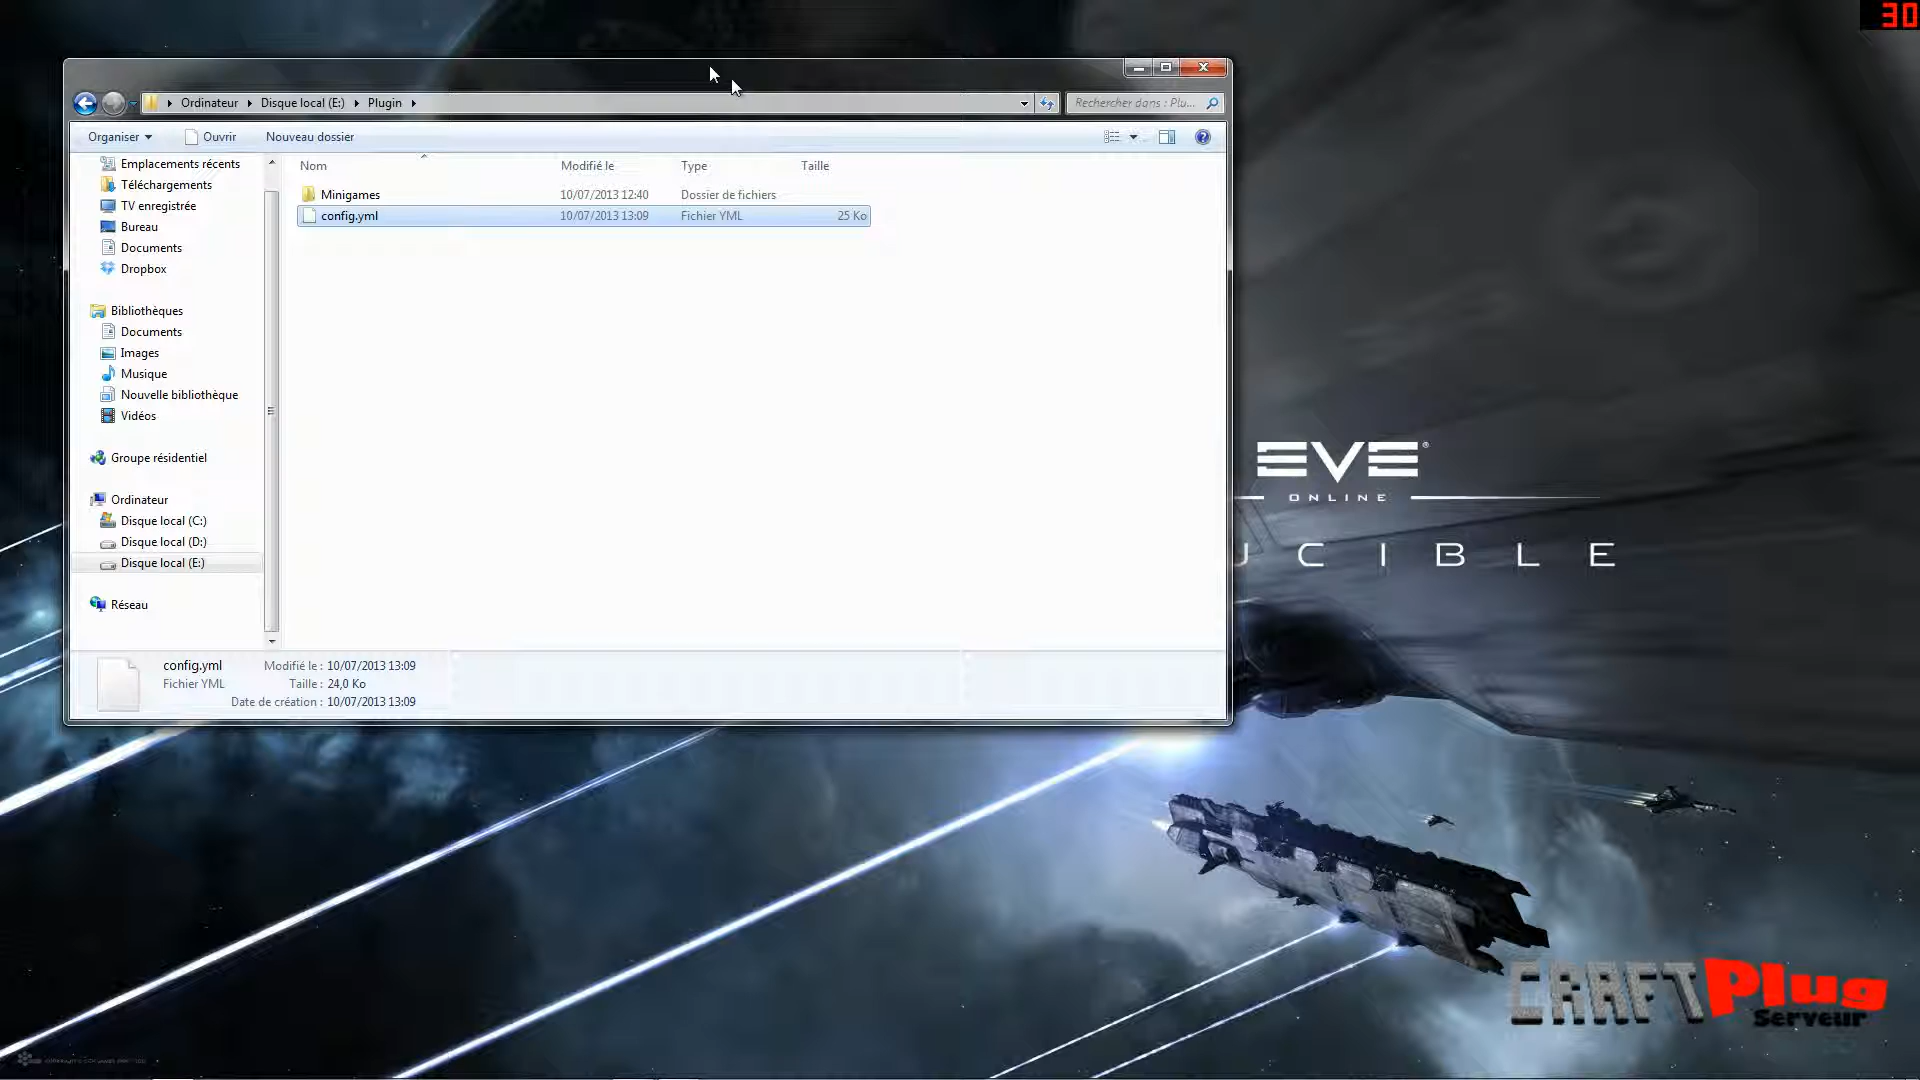 30
Ordinateur Disque local (E:) Plugin
Rechercher dans : Plu...
Organiser Ouvrir Nouveau dossier
Nom Modifié le Type Taille
Emplacements récents
Téléchargements
TV enregistrée
Bureau
Documents
Dropbox
Bibliothèques
Documents
Images
Musique
Nouvelle bibliothèque
Vidéos
Groupe résidentiel
Ordinateur
Disque local (C:)
Disque local (D:)
Disque local (E:)
Réseau
Minigames 10/07/2013 12:40 Dossier de fichiers
config.yml 10/07/2013 13:09 Fichier YML 25 Ko
config.yml Modifié le : 10/07/2013 13:09
Fichier YML Taille : 24,0 Ko
Date de création : 10/07/2013 13:09
EVE
ONLINE
UCIBLE
CRAFTPlug
Serveur